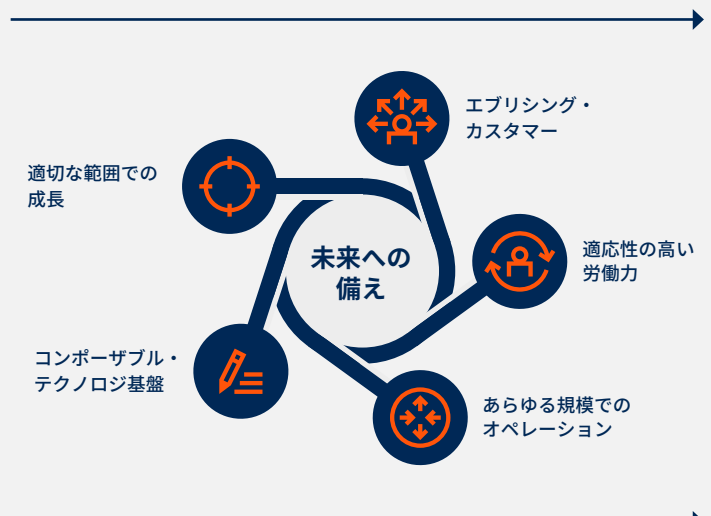 エブリシング・
カスタマー
適切な範囲での
成長
適応性の高い
労働力
未来への
備え
コンポーザブル・
テクノロジ基盤
あらゆる規模での
オペレーション